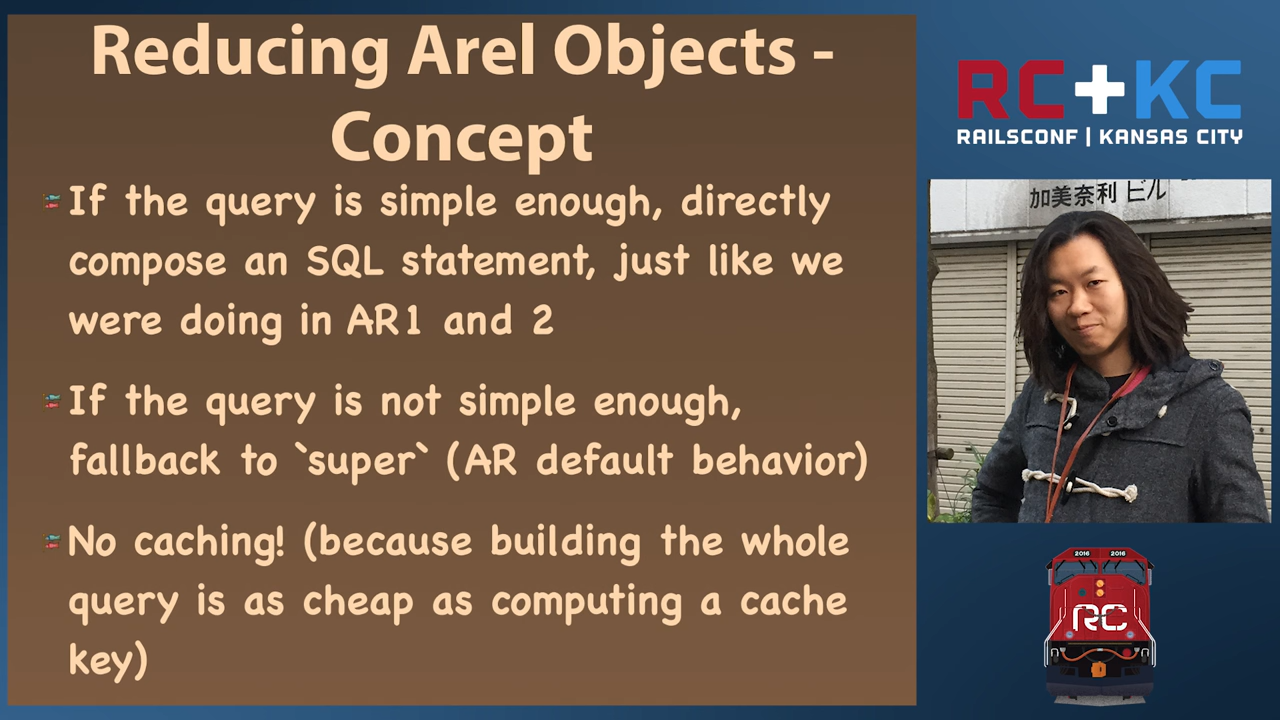 Reducing Arel Objects -
Concept
If the query is simple enough, directly
compose an SQL statement, just like we
were doing in AR1 and 2
If the query is not simple enough,
fallback to `super` (AR default behavior)
No caching! (because building the whole
query is as cheap as computing a cache
key)
RC+KC
RAILSCONF | KANSAS CITY
加美奈利 ビル
2016 2016
RC